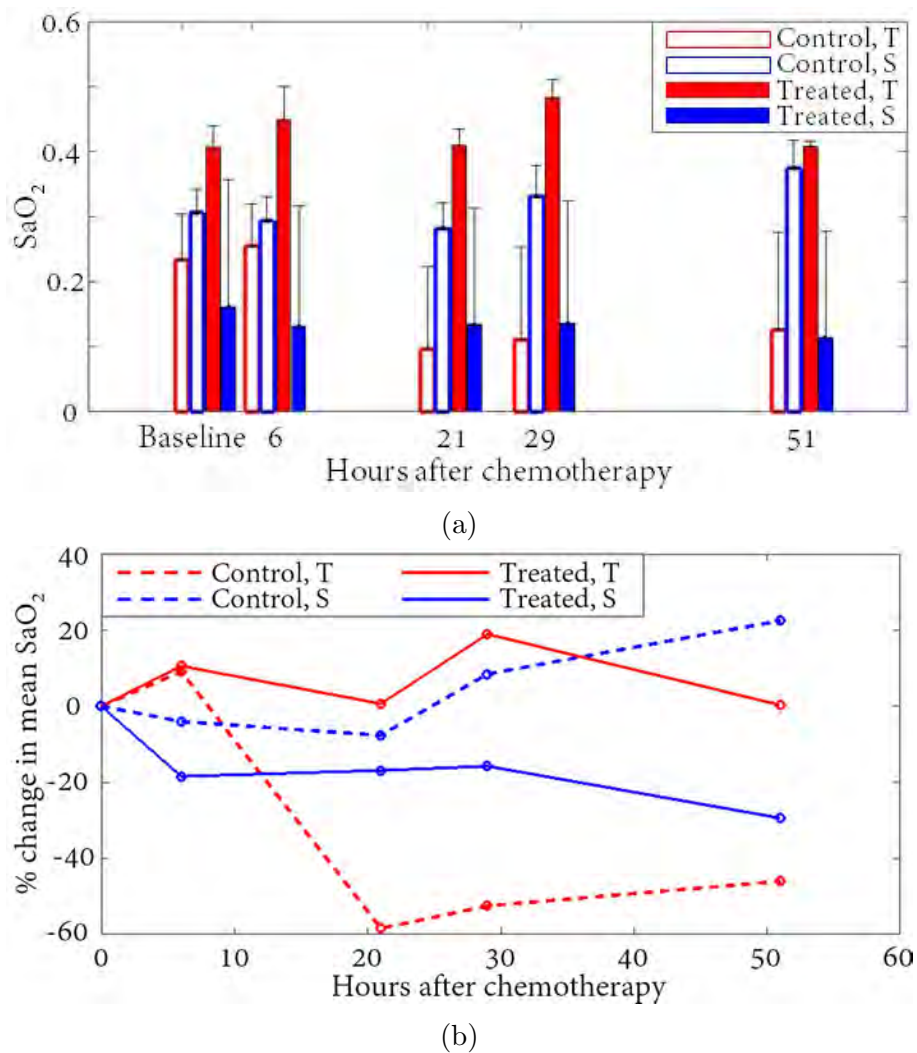 0.6
Control, T
Control, S
Treated, T
Treated, S
0.4
SaO2
0.2
0
Baseline 6 21 29 51
Hours after chemotherapy
(a)
40
Control, T Treated, T
Control, S Treated, S
20
0
-20
-40
-60
% change in mean SaO2
0 10 20 30 40 50 60
Hours after chemotherapy
(b)